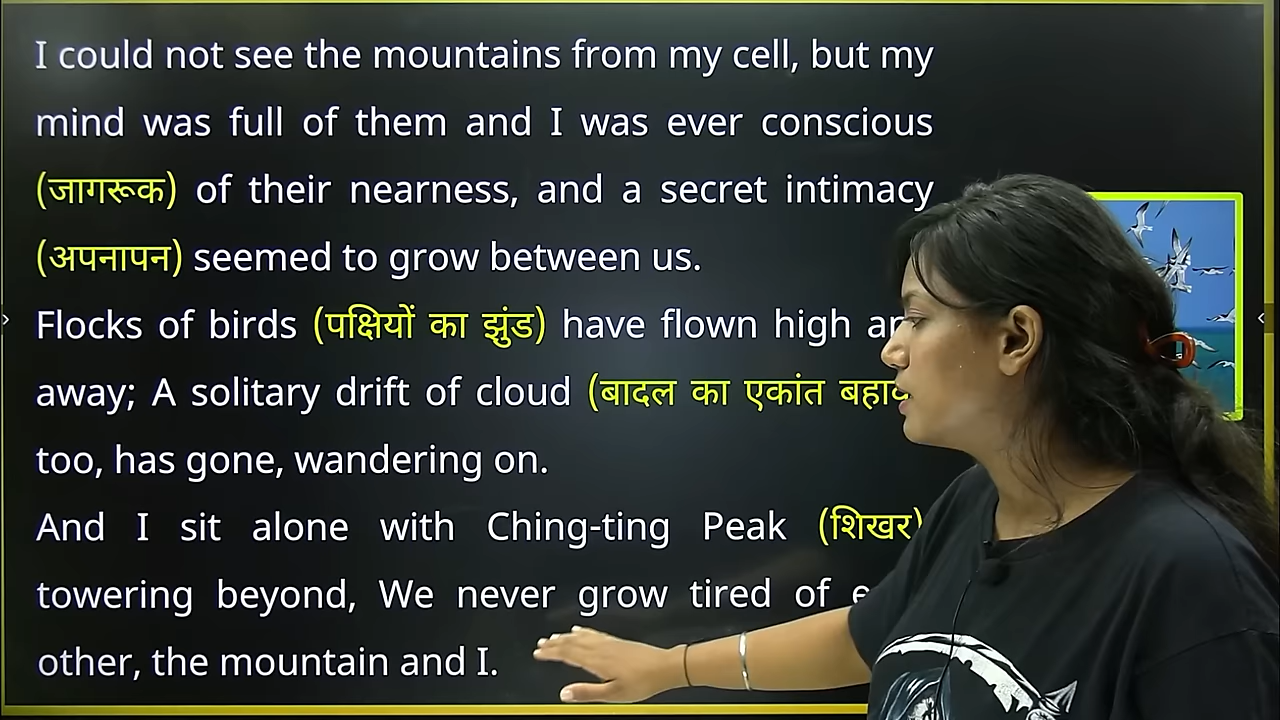 I could not see the mountains from my cell, but my
mind was full of them and I was ever conscious
(जागरूक) of their nearness, and a secret intimacy
(अपनापन) seemed to grow between us.
Flocks of birds (पक्षियों का झुंड) have flown high
away; A solitary drift of cloud (बादल का एकांत
too, has gone, wandering on.
And I sit alone with Ching-ting Peak (शिखर)
towering beyond, We never grow tired of
other, the mountain and I.